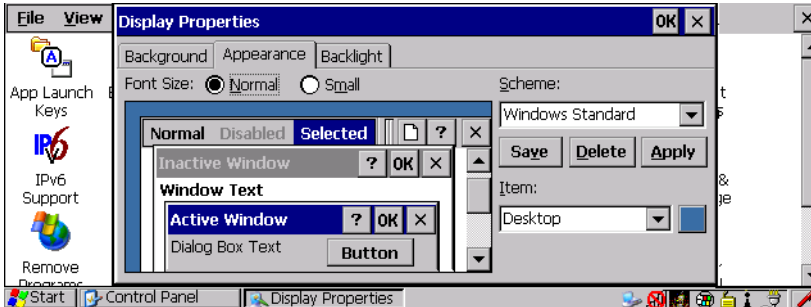 File View
Display Properties OK
Background Appearance Backlight
Font Size: Normal Small
Scheme:
Windows Standard
Save Delete Apply
Item:
Desktop
Normal Disabled Selected ?
Inactive Window ? OK
Window Text
Active Window ? OK
Dialog Box Text
Button
App Launch
Keys
IPv6
Support
Remove
Programs
Start Control Panel Display Properties